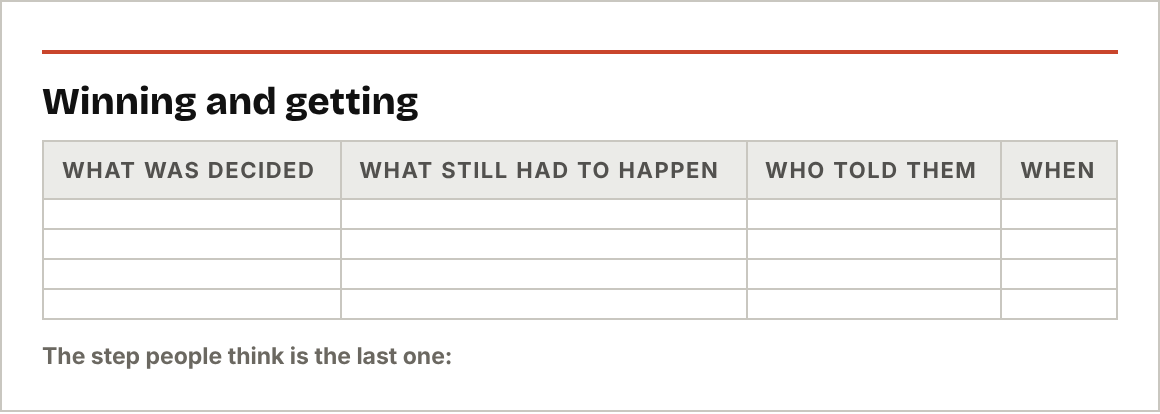 Winning and getting
WHAT WAS DECIDED WHAT STILL HAD TO HAPPEN WHO TOLD THEM WHEN
The step people think is the last one: